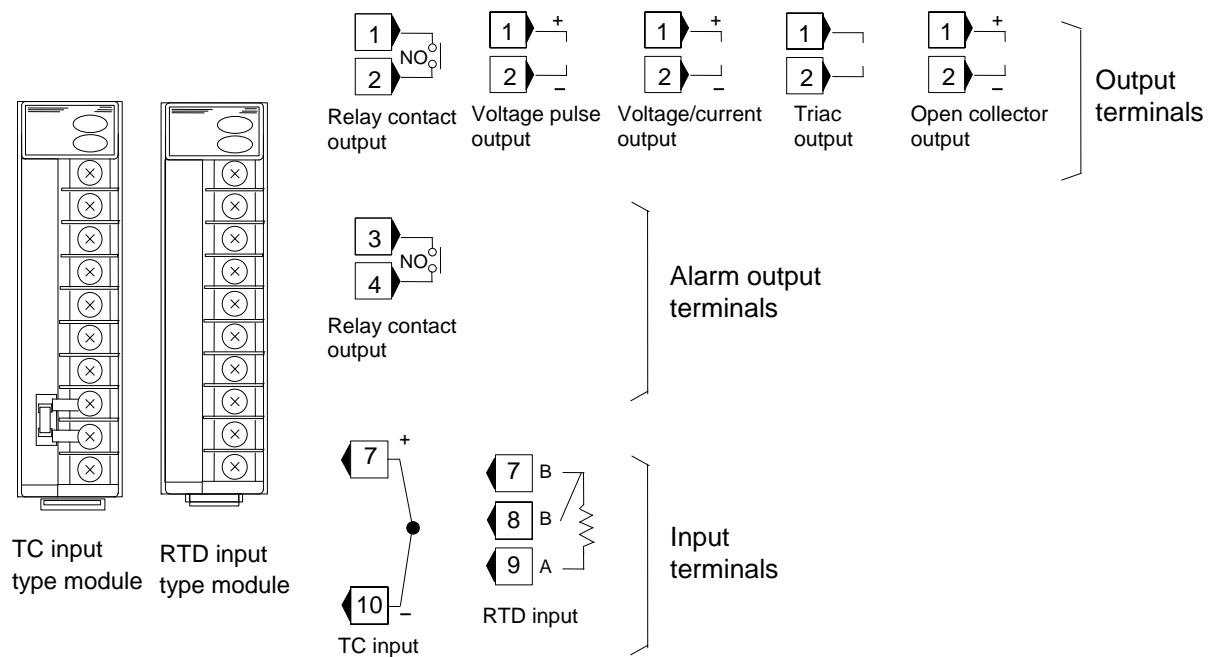 1
NO
2
Relay contact
output
1
+
2
–
Voltage pulse
output
1
+
2
–
Voltage/current
output
1
2
Triac
output
1
+
2
–
Open collector
output
Output
terminals
3
NO
4
Relay contact
output
Alarm output
terminals
TC input
type module
RTD input
type module
7
+
10
–
TC input
7 B
8 B
9 A
RTD input
Input
terminals